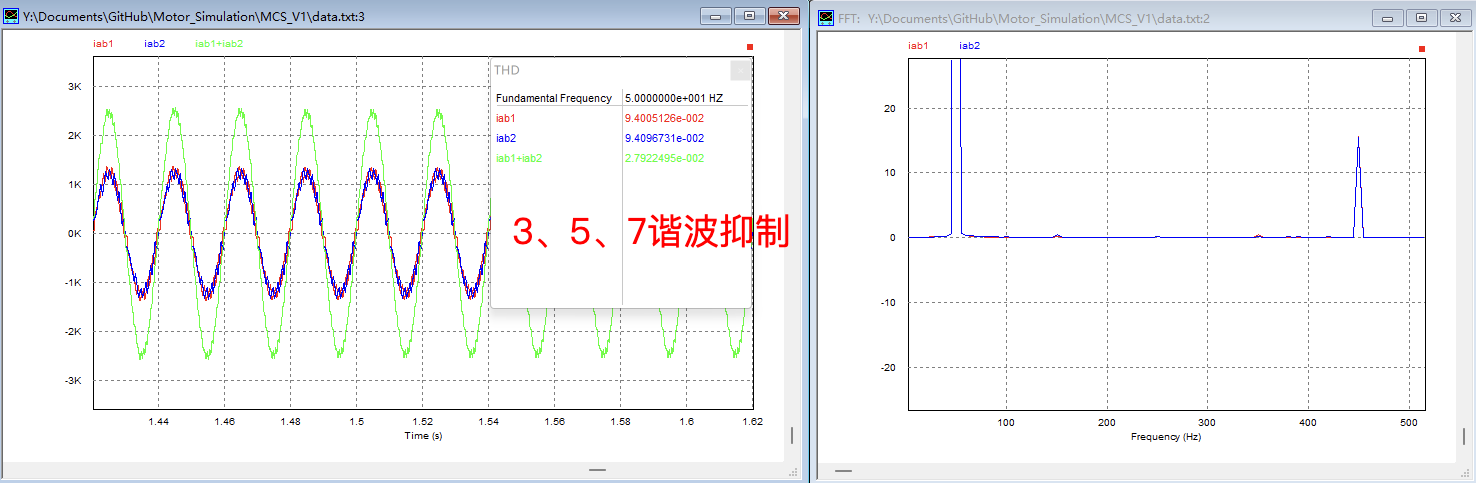 Y:\Documents\GitHub\Motor_Simulation\MCS_V1\data.txt:3
iab1 iab2 iab1+iab2
3K
2K
1K
0K
-1K
-2K
-3K
1.44 1.46 1.48 1.5 1.52 1.54 1.56 1.58 1.6 1.62
Time (s)
THD
Fundamental Frequency 5.0000000e+001 HZ
iab1 9.4005126e-002
iab2 9.4096731e-002
iab1+iab2 2.7922495e-002
3、5、7谐波抑制
FFT: Y:\Documents\GitHub\Motor_Simulation\MCS_V1\data.txt:2
iab1 iab2
20
10
0
-10
-20
100 200 300 400 500
Frequency (Hz)